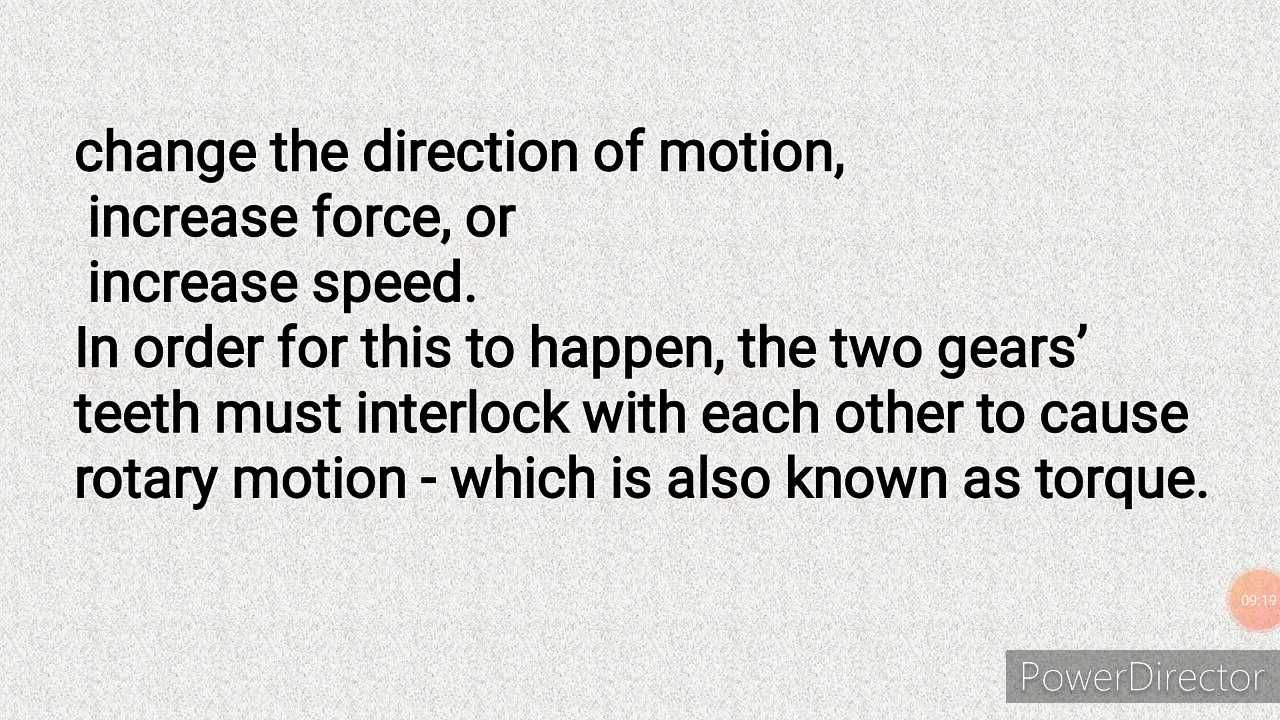 change the direction of motion,
increase force, or
increase speed.
In order for this to happen, the two gears’
teeth must interlock with each other to cause
rotary motion - which is also known as torque.
09:19
PowerDirector